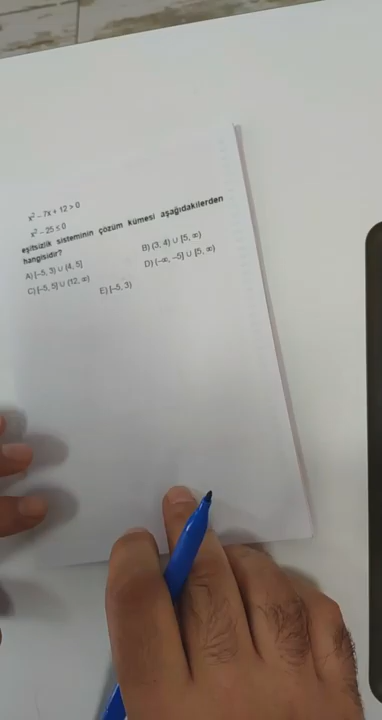 x² – 7x + 12 > 0
x² – 25 ≤ 0
eşitsizlik sisteminin çözüm kümesi aşağıdakilerden
hangisidir?
A) [–5, 3) ∪ (4, 5]
B) (3, 4) ∪ [5, ∞)
C) [–5, 5] ∪ (12, ∞)
D) (–∞, –5] ∪ [5, ∞)
E) [–5, 3)